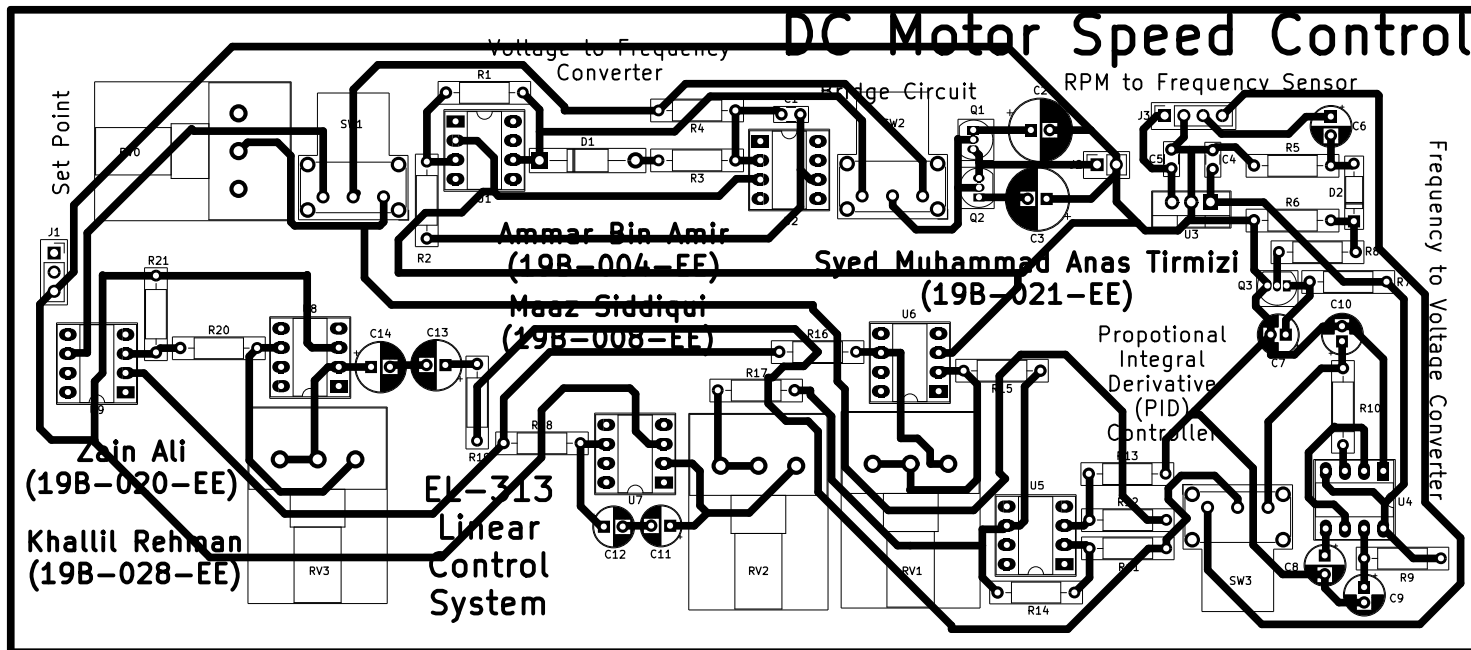 DC Motor Speed Control
Voltage to Frequency
Converter
Bridge Circuit
RPM to Frequency Sensor
Set Point
R1
SW1
R4
C1
D1
R3
U1
R2
SW2
Q1
Q2
C2
C3
J3
C5
C4
C6
R5
R6
D2
U3
R8
R7
Q3
C10
C7
J1
Ammar Bin Amir
(19B-004-EE)
Syed Muhammad Anas Tirmizi
(19B-021-EE)
Maaz Siddiqui
(19B-008-EE)
Frequency to Voltage Converter
Propotional
Integral
Derivative
(PID)
Controller
R21
R20
C14
C13
U6
R16
R15
R17
R10
R13
Zain Ali
(19B-020-EE)
EL-313
Linear
Control
System
Khallil Rehman
(19B-028-EE)
U7
C12
C11
U5
U4
R14
R9
C8
C9
RV3
RV2
RV1
SW3